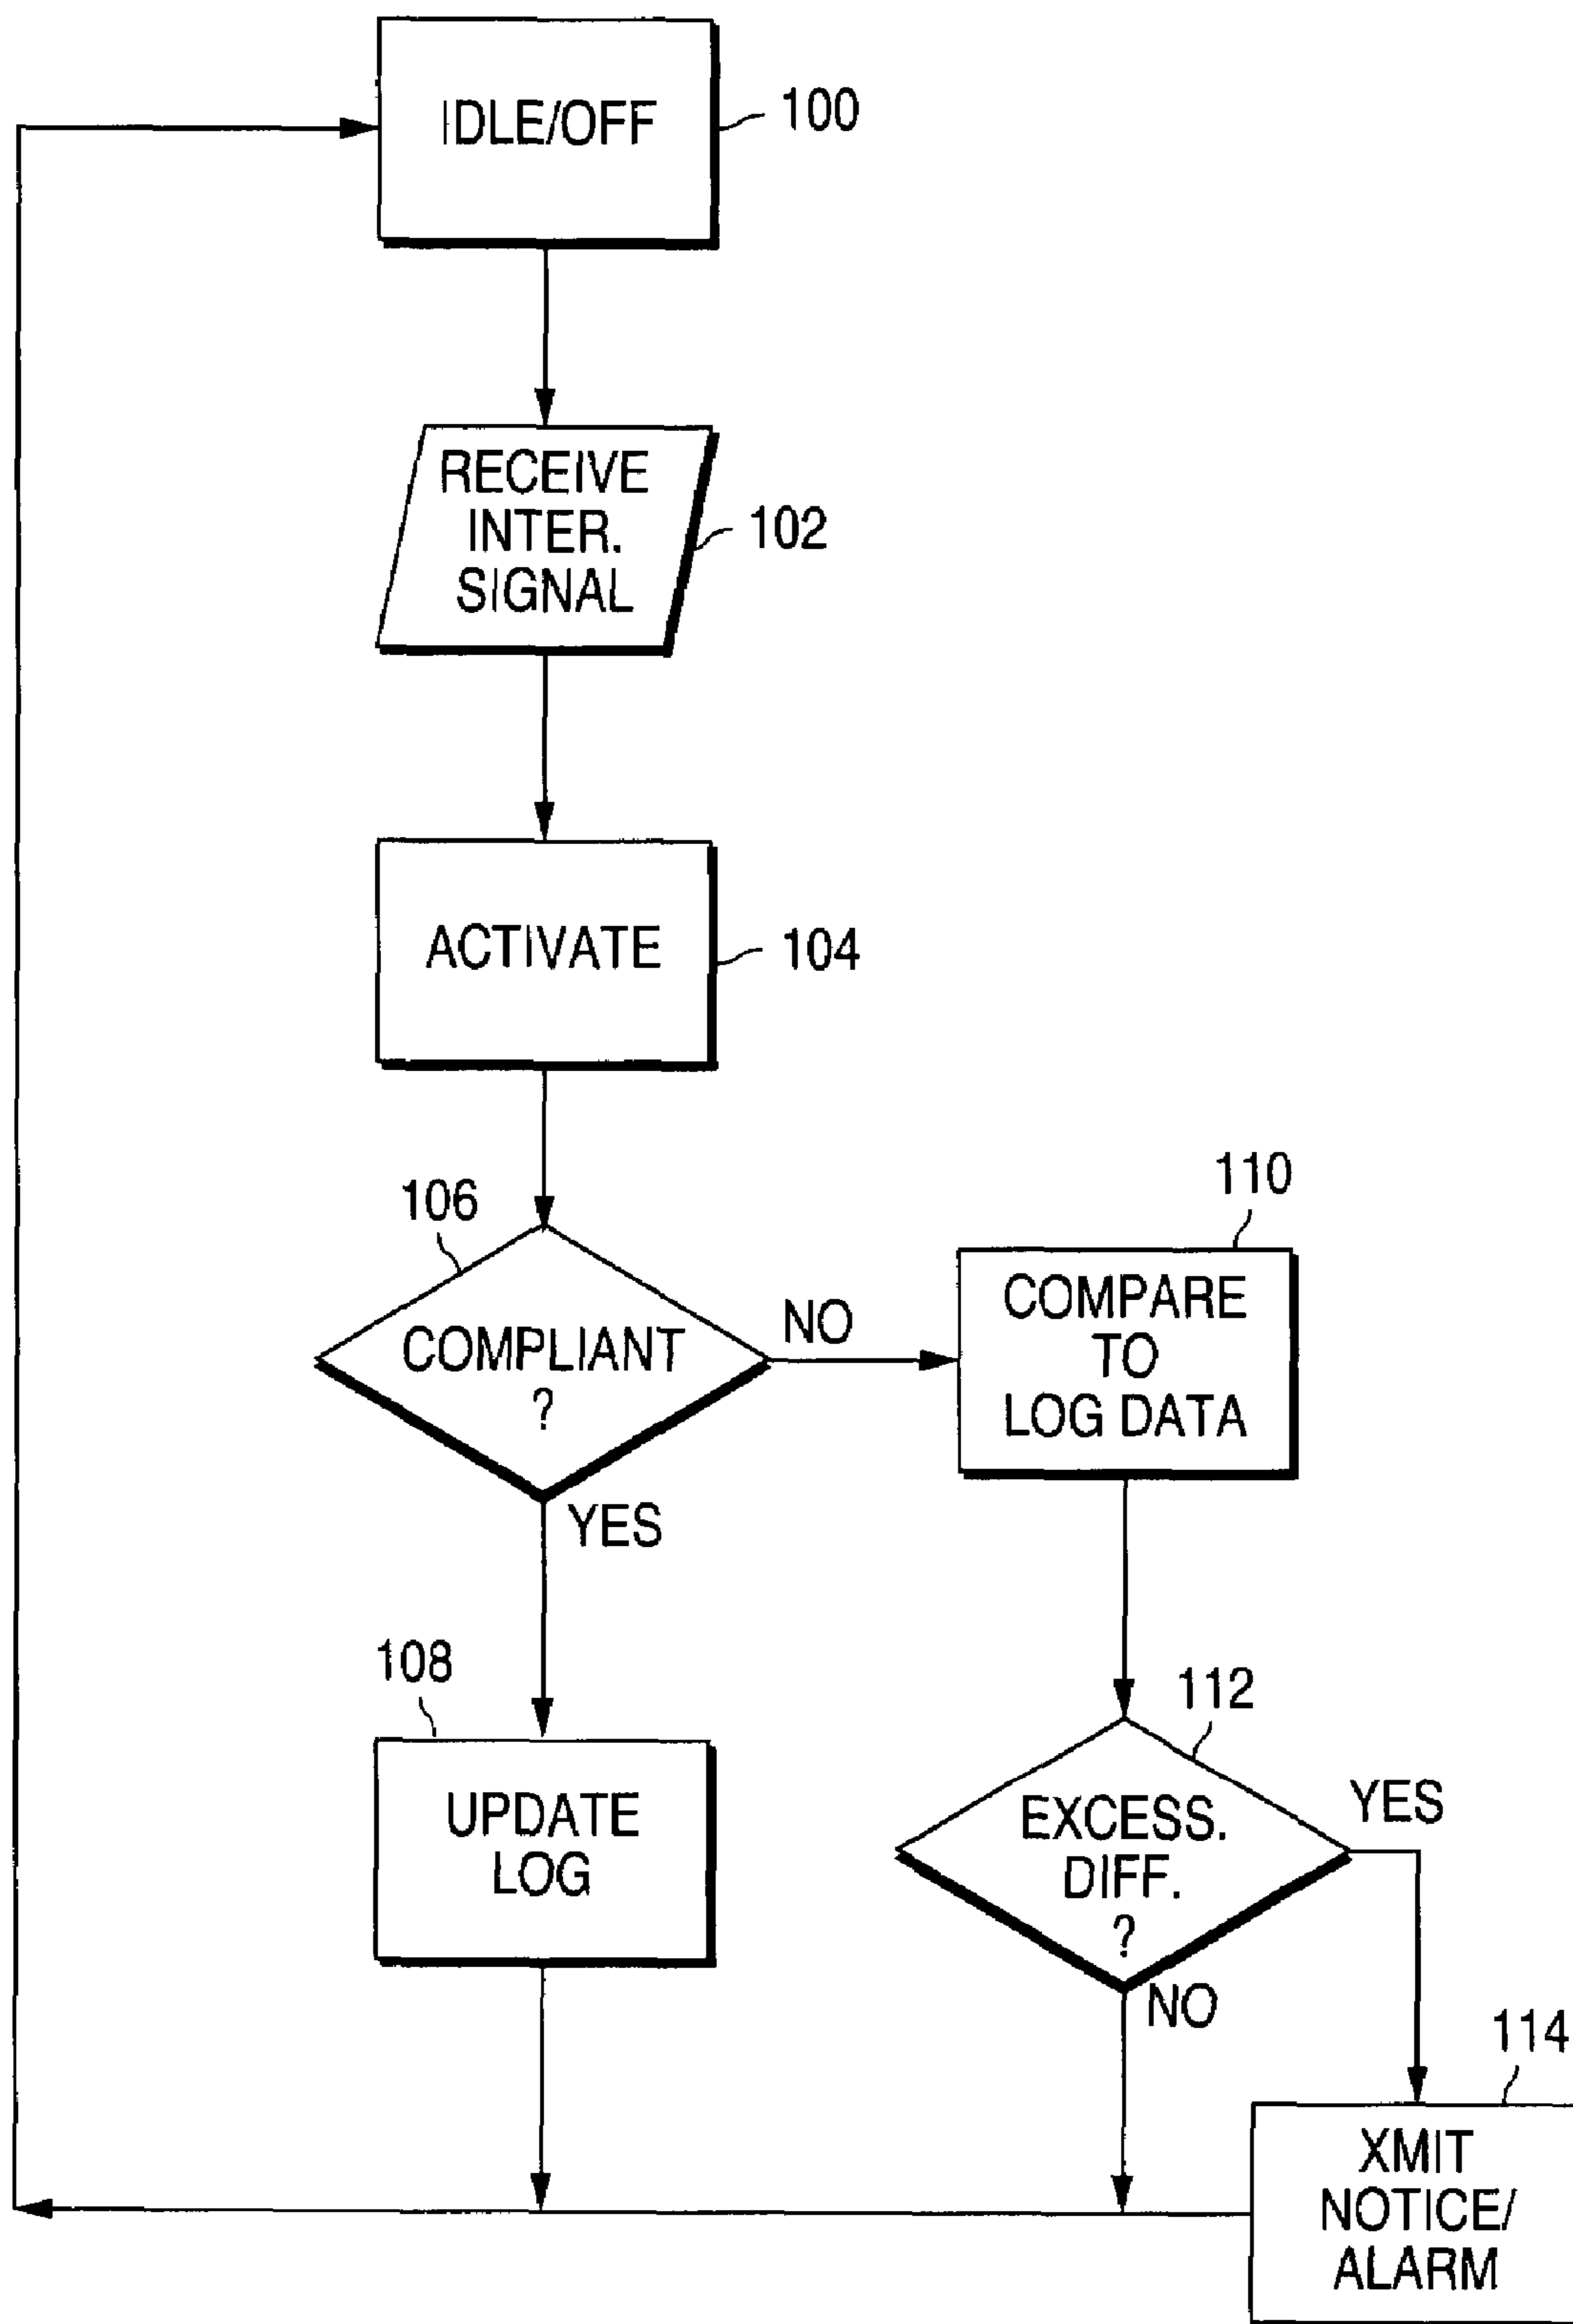 IDLE/OFF
100
RECEIVE
INTER.
SIGNAL
102
ACTIVATE
104
106
COMPLIANT
?
NO
YES
110
COMPARE
TO
LOG DATA
108
UPDATE
LOG
112
EXCESS.
DIFF.
?
YES
NO
114
XMIT
NOTICE/
ALARM